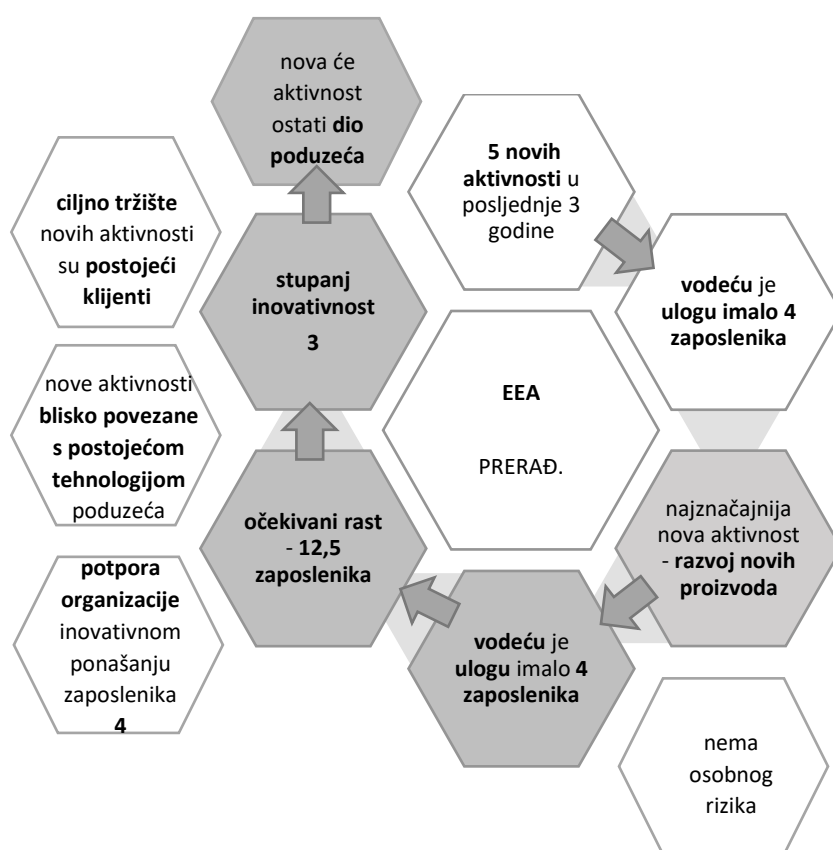 nova će
aktivnost
ostati dio
poduzeća
5 novih
aktivnosti u
posljednje 3
godine
ciljno tržište
novih aktivnosti
su postojeći
klijenti
stupanj
inovativnost
3
vodeću je
ulogu imalo 4
zaposlenika
EEA
PRERAĐ.
nove aktivnosti
blisko povezane
s postojećom
tehnologijom
poduzeća
očekivani rast
- 12,5
zaposlenika
najznačajnija
nova aktivnost
- razvoj novih
proizvoda
potpora
organizacije
inovativnom
ponašanju
zaposlenika
4
vodeću je
ulogu imalo 4
zaposlenika
nema
osobnog
rizika